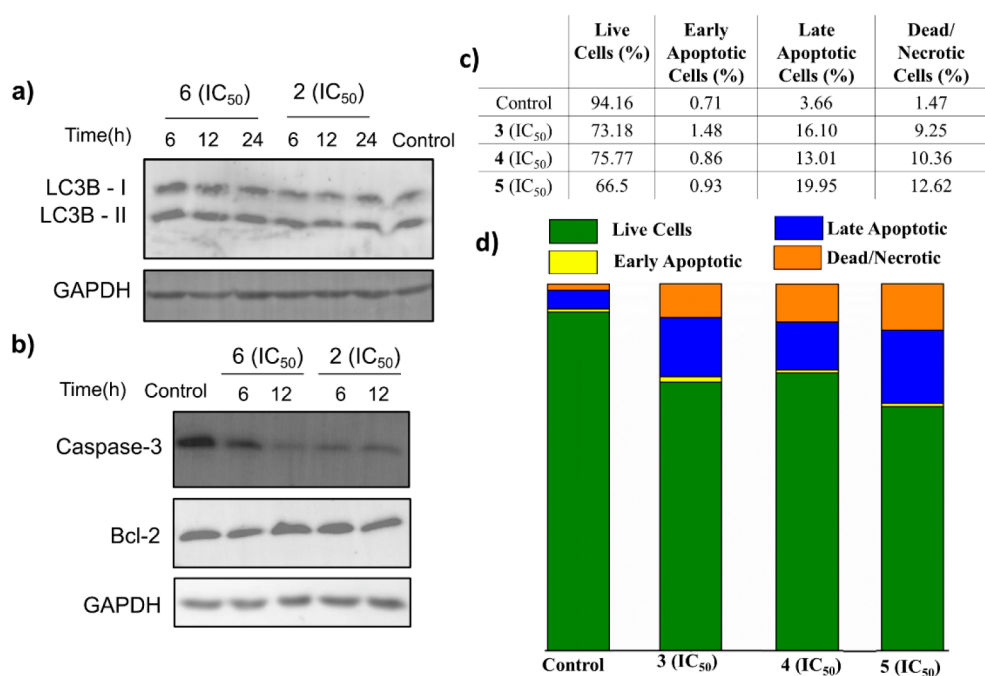 a)
6 (IC50) 2 (IC50)
Time(h) 6 12 24 6 12 24 Control
LC3B - I
LC3B - II
GAPDH
b)
6 (IC50) 2 (IC50)
Time(h) Control 6 12 6 12
Caspase-3
Bcl-2
GAPDH
c)
Live Early Late Dead/
Cells (%) Apoptotic Apoptotic Necrotic
Cells (%) Cells (%) Cells (%)
Control 94.16 0.71 3.66 1.47
3 (IC50) 73.18 1.48 16.10 9.25
4 (IC50) 75.77 0.86 13.01 10.36
5 (IC50) 66.5 0.93 19.95 12.62
d)
Live Cells Late Apoptotic
Early Apoptotic Dead/Necrotic
Control 3 (IC50) 4 (IC50) 5 (IC50)